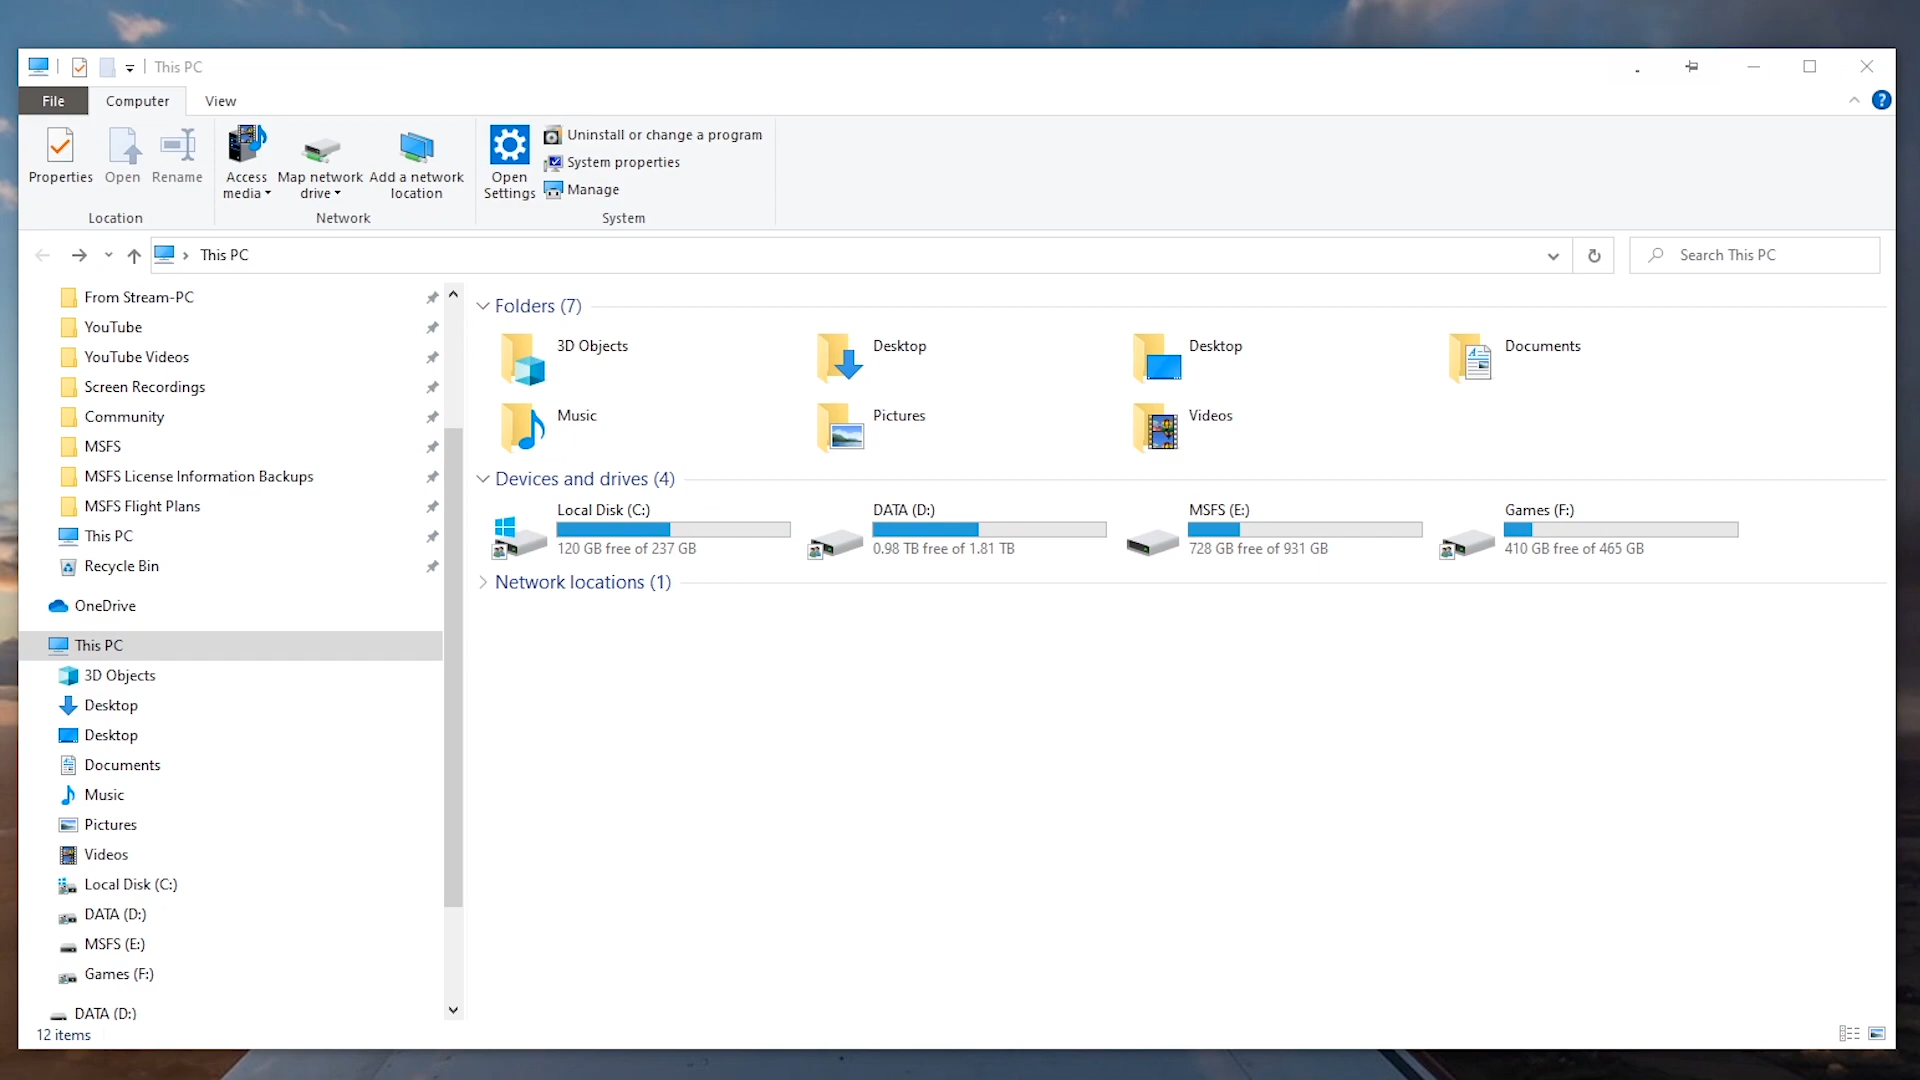 This PC
File
Computer
View
Properties
Open
Rename
Access media
Map network drive
Add a network location
Open Settings
Uninstall or change a program
System properties
Manage
Location
Network
System
This PC
Search This PC
From Stream-PC
YouTube
YouTube Videos
Screen Recordings
Community
MSFS
MSFS License Information Backups
MSFS Flight Plans
This PC
Recycle Bin
OneDrive
This PC
3D Objects
Desktop
Desktop
Documents
Music
Pictures
Videos
Local Disk (C:)
DATA (D:)
MSFS (E:)
Games (F:)
DATA (D:)
Folders (7)
3D Objects
Desktop
Desktop
Documents
Music
Pictures
Videos
Devices and drives (4)
Local Disk (C:)
120 GB free of 237 GB
DATA (D:)
0.98 TB free of 1.81 TB
MSFS (E:)
728 GB free of 931 GB
Games (F:)
410 GB free of 465 GB
Network locations (1)
12 items